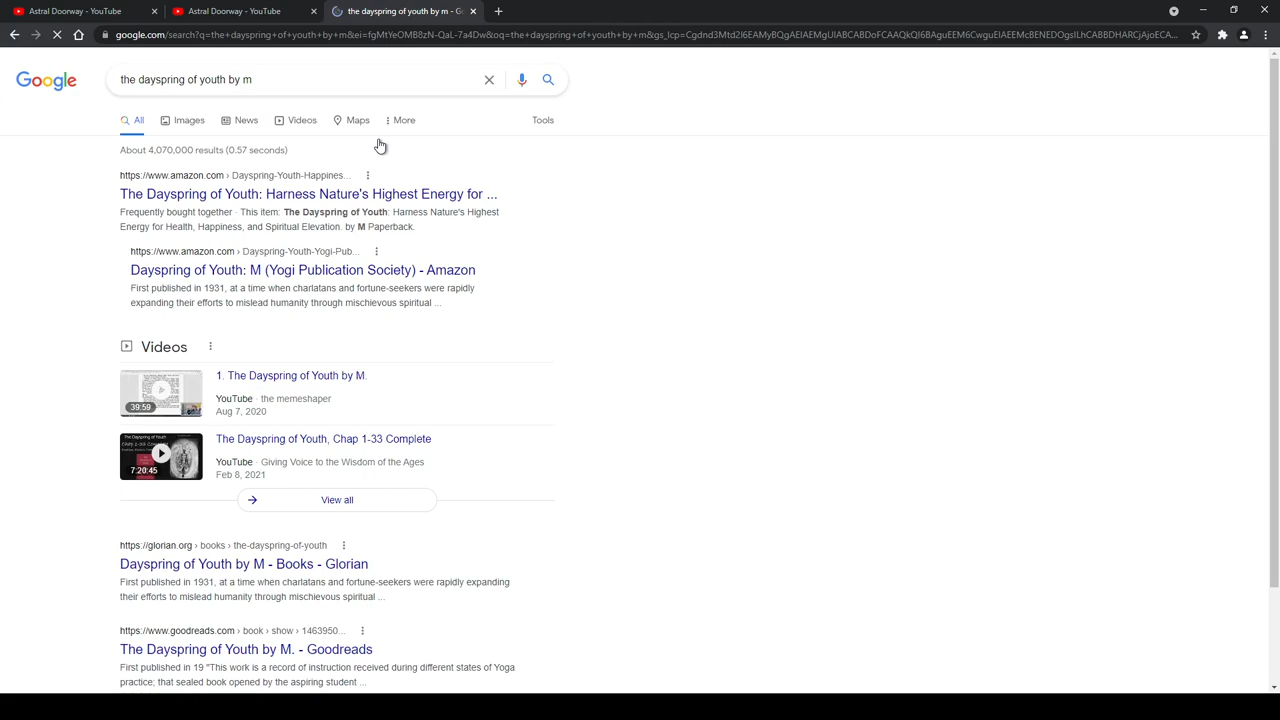 Astral Doorway - YouTube
Astral Doorway - YouTube
the dayspring of youth by m - G
Google
the dayspring of youth by m
All
Images
News
Videos
Maps
More
Tools
About 4,070,000 results (0.57 seconds)
https://www.amazon.com › Dayspring-Youth-Happines...
The Dayspring of Youth: Harness Nature's Highest Energy for ...
Frequently bought together · This item: The Dayspring of Youth: Harness Nature's Highest
Energy for Health, Happiness, and Spiritual Elevation. by M Paperback.
https://www.amazon.com › Dayspring-Youth-Yogi-Pub...
Dayspring of Youth: M (Yogi Publication Society) - Amazon
First published in 1931, at a time when charlatans and fortune-seekers were rapidly
expanding their efforts to mislead humanity through mischievous spiritual ...
Videos
1. The Dayspring of Youth by M.
39:59
YouTube · the memeshaper
Aug 7, 2020
The Dayspring of Youth, Chap 1-33 Complete
The Dayspring of Youth
Chap 1-33 Complete
7:20:45
YouTube · Giving Voice to the Wisdom of the Ages
Feb 8, 2021
View all
https://glorian.org › books › the-dayspring-of-youth
Dayspring of Youth by M - Books - Glorian
First published in 1931, at a time when charlatans and fortune-seekers were rapidly expanding
their efforts to mislead humanity through mischievous spiritual ...
https://www.goodreads.com › book › show › 1463950...
The Dayspring of Youth by M. - Goodreads
First published in 19 "This work is a record of instruction received during different states of Yoga
practice; that sealed book opened by the aspiring student ...